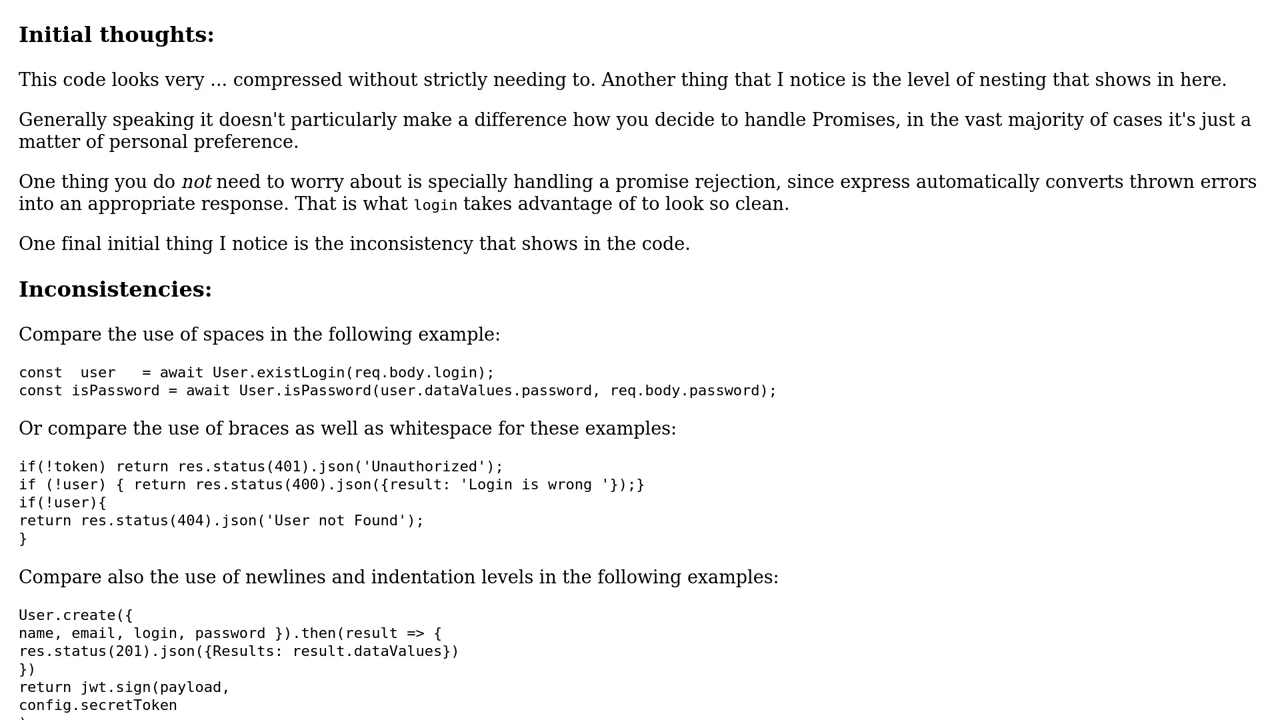 Initial thoughts:
This code looks very ... compressed without strictly needing to. Another thing that I notice is the level of nesting that shows in here.
Generally speaking it doesn't particularly make a difference how you decide to handle Promises, in the vast majority of cases it's just a
matter of personal preference.
One thing you do not need to worry about is specially handling a promise rejection, since express automatically converts thrown errors
into an appropriate response. That is what login takes advantage of to look so clean.
One final initial thing I notice is the inconsistency that shows in the code.
Inconsistencies:
Compare the use of spaces in the following example:
const  user   = await User.existLogin(req.body.login);
const isPassword = await User.isPassword(user.dataValues.password, req.body.password);
Or compare the use of braces as well as whitespace for these examples:
if(!token) return res.status(401).json('Unauthorized');
if (!user) { return res.status(400).json({result: 'Login is wrong '});}
if(!user){
return res.status(404).json('User not Found');
}
Compare also the use of newlines and indentation levels in the following examples:
User.create({
name, email, login, password }).then(result => {
res.status(201).json({Results: result.dataValues})
})
return jwt.sign(payload,
config.secretToken